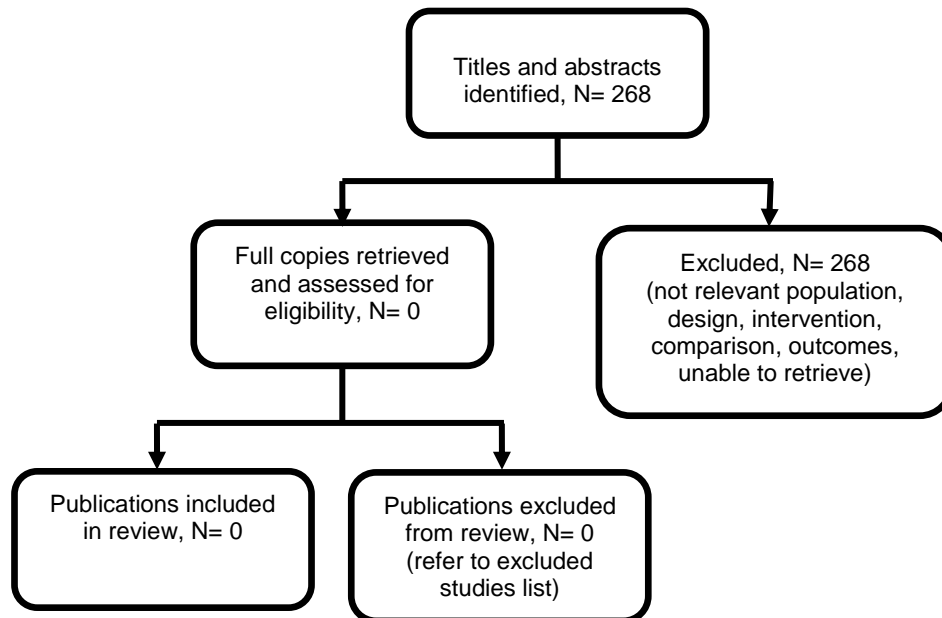 Titles and abstracts
identified, N= 268
Full copies retrieved
and assessed for
eligibility, N= 0
Excluded, N= 268
(not relevant population,
design, intervention,
comparison, outcomes,
unable to retrieve)
Publications included
in review, N= 0
Publications excluded
from review, N= 0
(refer to excluded
studies list)